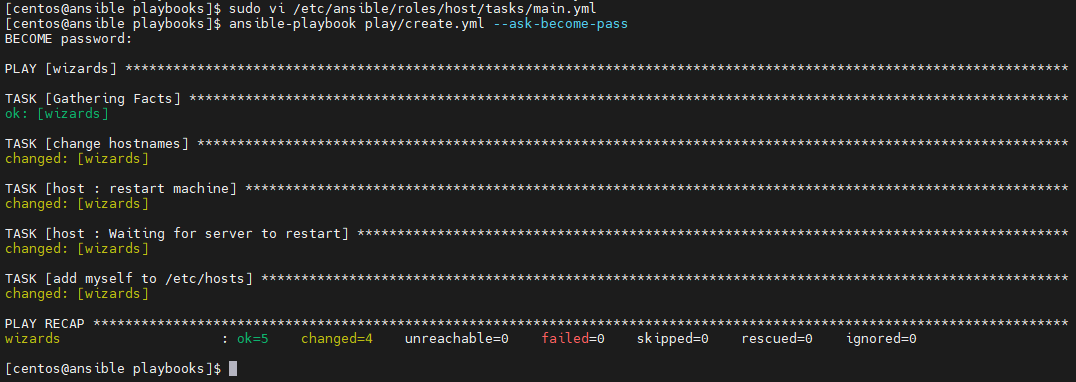 [centos@ansible playbooks]$ sudo vi /etc/ansible/roles/host/tasks/main.yml
[centos@ansible playbooks]$ ansible-playbook play/create.yml --ask-become-pass
BECOME password:
PLAY [wizards] **********************************************************************************************************************
TASK [Gathering Facts] **************************************************************************************************************
ok: [wizards]
TASK [change hostnames] *************************************************************************************************************
changed: [wizards]
TASK [host : restart machine] *******************************************************************************************************
changed: [wizards]
TASK [host : Waiting for server to restart] *****************************************************************************************
changed: [wizards]
TASK [add myself to /etc/hosts] *****************************************************************************************************
changed: [wizards]
PLAY RECAP **************************************************************************************************************************
wizards                    : ok=5    changed=4    unreachable=0    failed=0    skipped=0    rescued=0    ignored=0
[centos@ansible playbooks]$